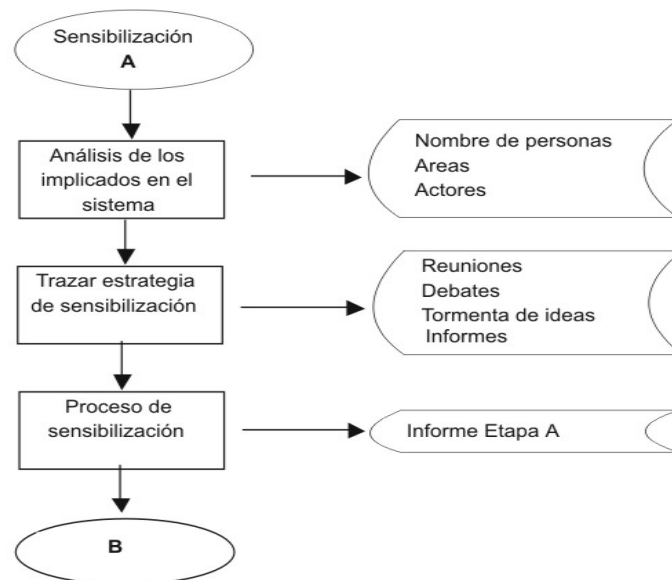 Sensibilización
A
Análisis de los
implicados en el
sistema
Nombre de personas
Areas
Actores
Trazar estrategia
de sensibilización
Reuniones
Debates
Tormenta de ideas
Informes
Proceso de
sensibilización
Informe Etapa A
B